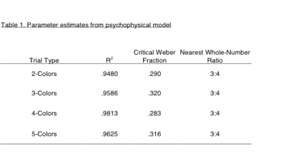 Table 1. Parameter estimates from psychophysical model
Critical Weber Nearest Whole-Number
Trial Type R² Fraction Ratio
2-Colors .9480 .290 3:4
3-Colors .9586 .320 3:4
4-Colors .9813 .283 3:4
5-Colors .9625 .316 3:4